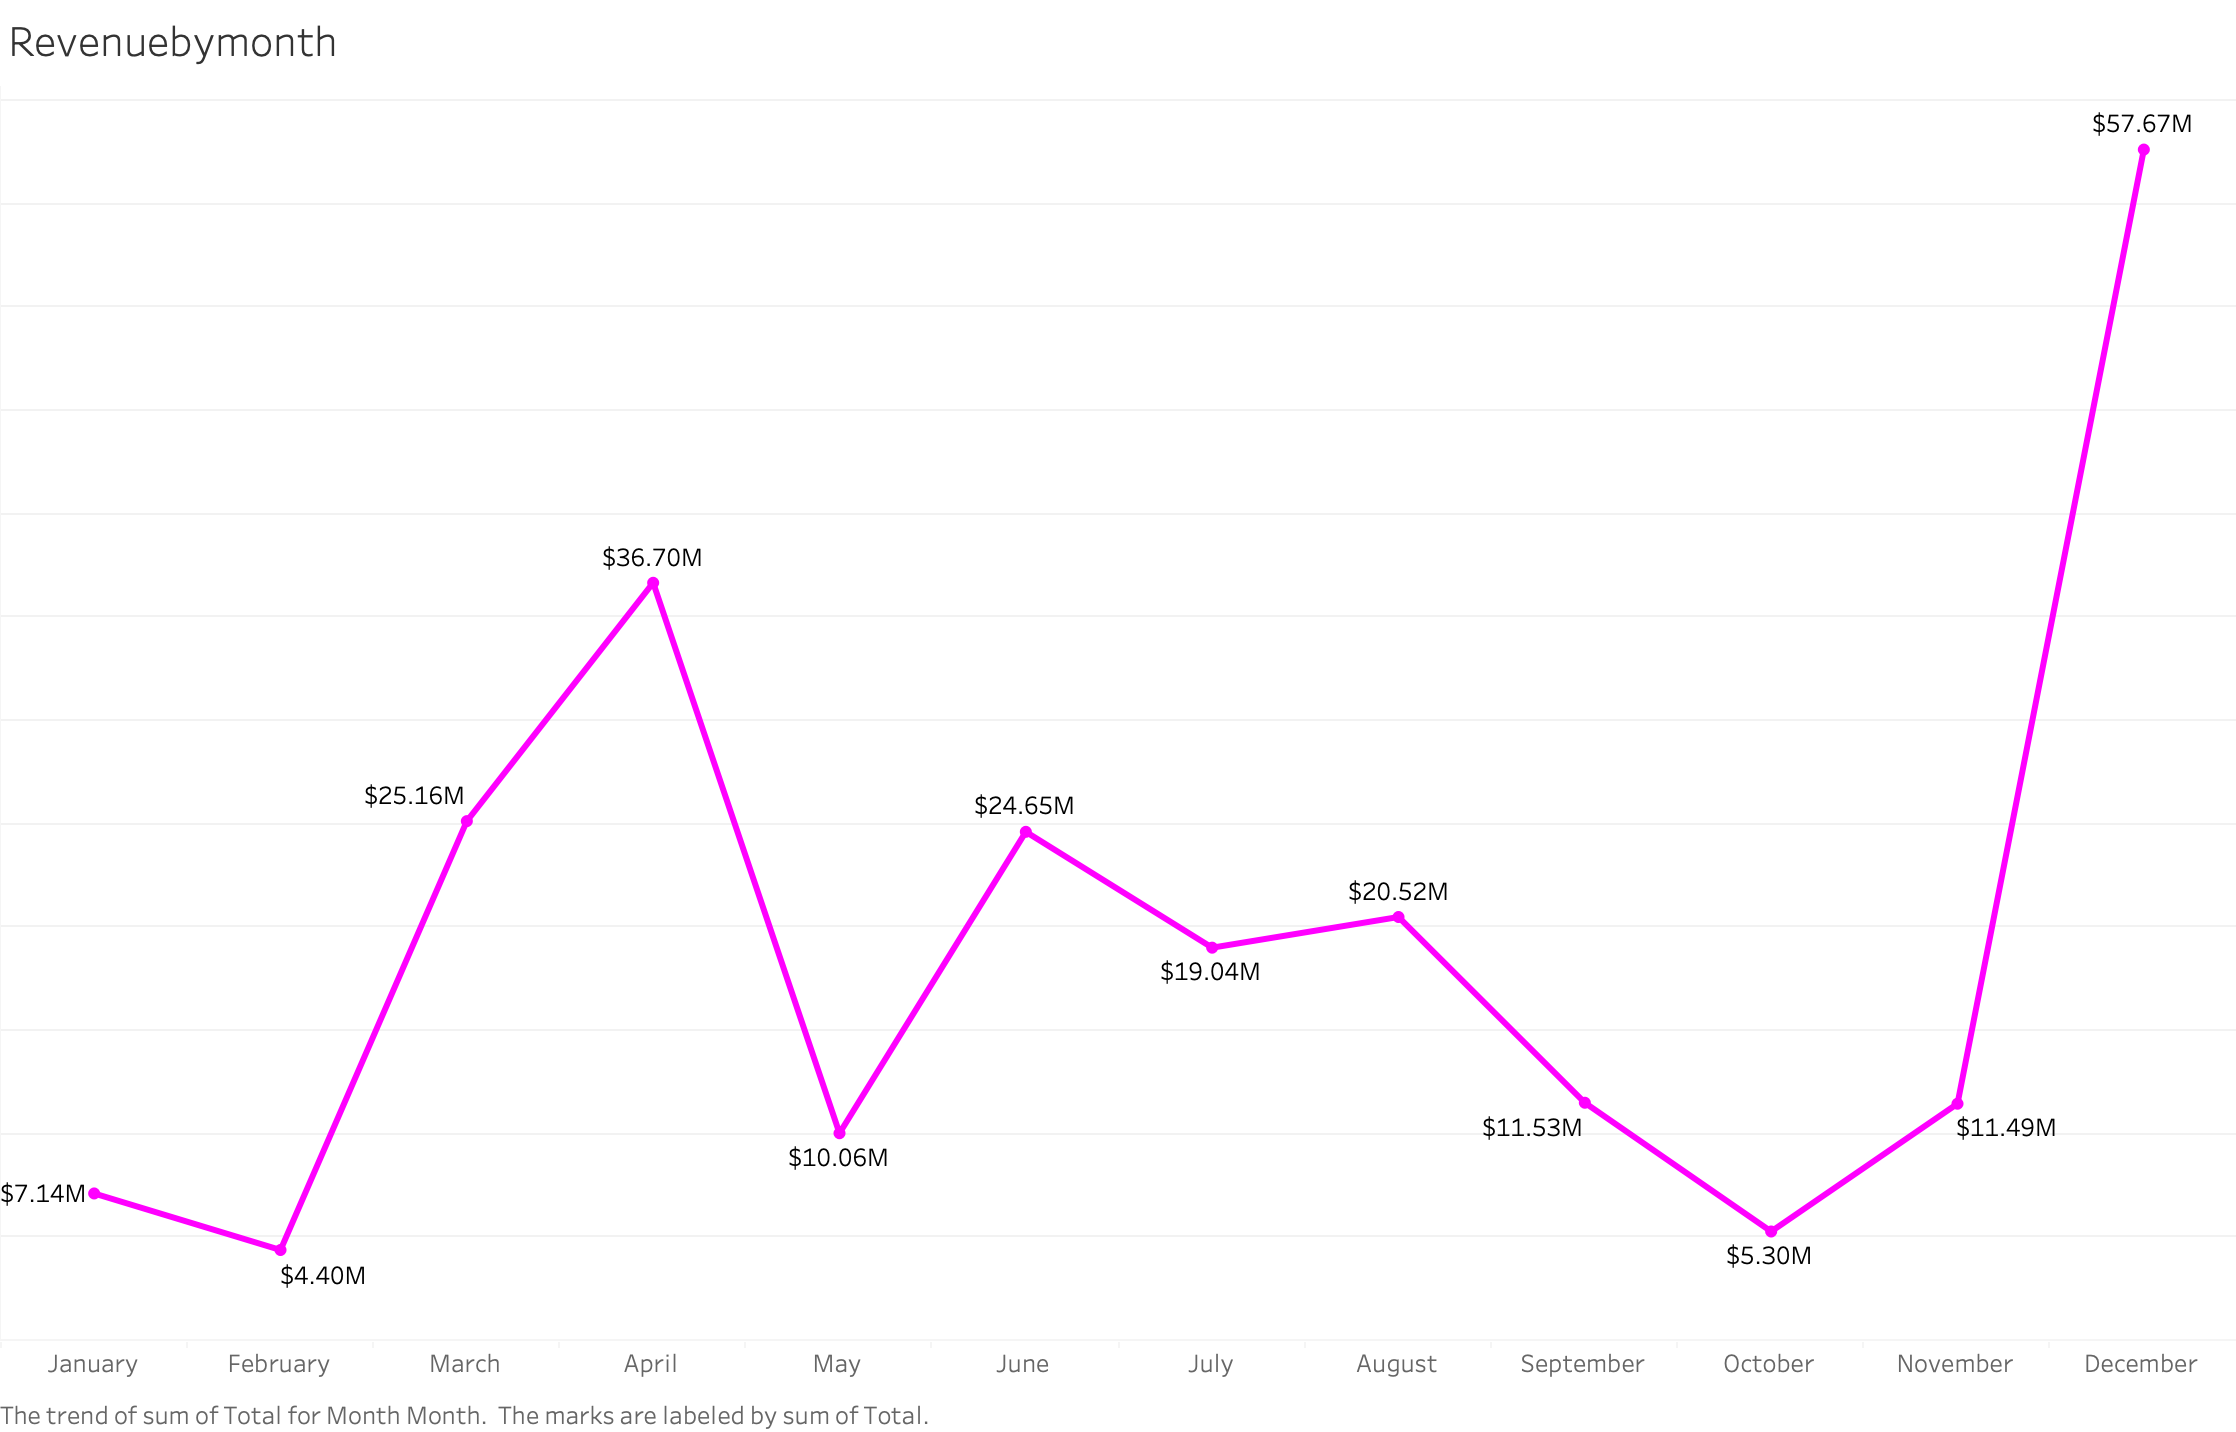 Revenuebymonth
$57.67M
$36.70M
$25.16M
$24.65M
$20.52M
$19.04M
$11.53M
$11.49M
$10.06M
$7.14M
$5.30M
$4.40M
January February March April May June July August September October November December
The trend of sum of Total for Month Month.  The marks are labeled by sum of Total.